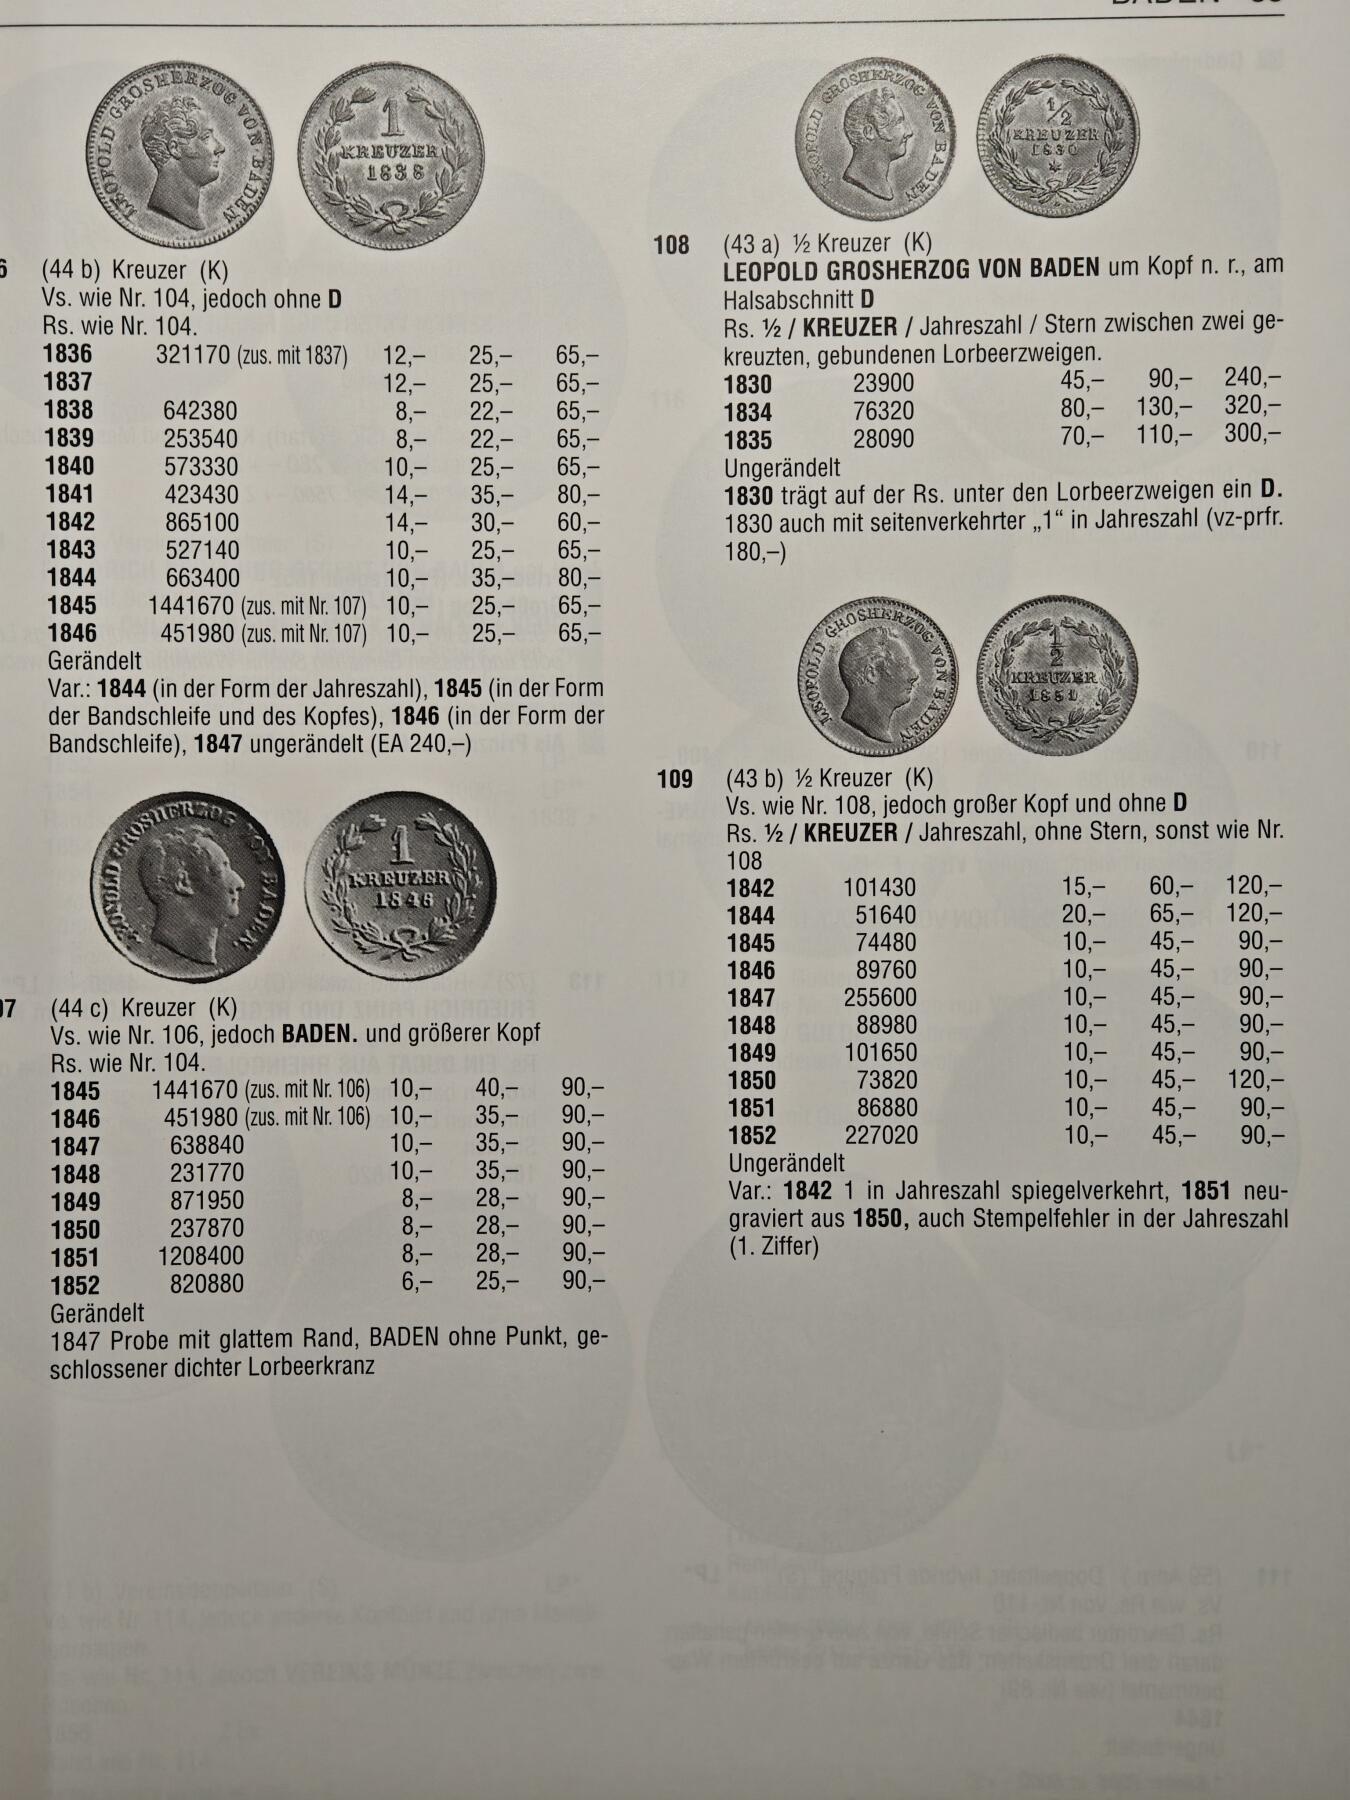 LEOPOLD GROSHERZOG VON BADEN
1
KREUZER
1838
6 (44 b) Kreuzer (K)
Vs. wie Nr. 104, jedoch ohne D
Rs. wie Nr. 104.
1836 321170 (zus. mit 1837) 12,– 25,– 65,–
1837 12,– 25,– 65,–
1838 642380 8,– 22,– 65,–
1839 253540 8,– 22,– 65,–
1840 573330 10,– 25,– 65,–
1841 423430 14,– 35,– 80,–
1842 865100 14,– 30,– 60,–
1843 527140 10,– 25,– 65,–
1844 663400 10,– 35,– 80,–
1845 1441670 (zus. mit Nr. 107) 10,– 25,– 65,–
1846 451980 (zus. mit Nr. 107) 10,– 25,– 65,–
Gerändelt
Var.: 1844 (in der Form der Jahreszahl), 1845 (in der Form
der Bandschleife und des Kopfes), 1846 (in der Form der
Bandschleife), 1847 ungerändelt (EA 240,–)
LEOPOLD GROSHERZOG VON BADEN.
1
KREUZER
1846
07 (44 c) Kreuzer (K)
Vs. wie Nr. 106, jedoch BADEN. und größerer Kopf
Rs. wie Nr. 104.
1845 1441670 (zus. mit Nr. 106) 10,– 40,– 90,–
1846 451980 (zus. mit Nr. 106) 10,– 35,– 90,–
1847 638840 10,– 35,– 90,–
1848 231770 10,– 35,– 90,–
1849 871950 8,– 28,– 90,–
1850 237870 8,– 28,– 90,–
1851 1208400 8,– 28,– 90,–
1852 820880 6,– 25,– 90,–
Gerändelt
1847 Probe mit glattem Rand, BADEN ohne Punkt, ge-
schlossener dichter Lorbeerkranz
LEOPOLD GROSHERZOG VON BADEN
1/2
KREUZER
1830
108 (43 a) ½ Kreuzer (K)
LEOPOLD GROSHERZOG VON BADEN um Kopf n. r., am
Halsabschnitt D
Rs. ½ / KREUZER / Jahreszahl / Stern zwischen zwei ge-
kreuzten, gebundenen Lorbeerzweigen.
1830 23900 45,– 90,– 240,–
1834 76320 80,– 130,– 320,–
1835 28090 70,– 110,– 300,–
Ungerändelt
1830 trägt auf der Rs. unter den Lorbeerzweigen ein D.
1830 auch mit seitenverkehrter „1“ in Jahreszahl (vz-prfr.
180,–)
LEOPOLD GROSHERZOG VON BADEN
1/2
KREUZER
1851
109 (43 b) ½ Kreuzer (K)
Vs. wie Nr. 108, jedoch großer Kopf und ohne D
Rs. ½ / KREUZER / Jahreszahl, ohne Stern, sonst wie Nr.
108
1842 101430 15,– 60,– 120,–
1844 51640 20,– 65,– 120,–
1845 74480 10,– 45,– 90,–
1846 89760 10,– 45,– 90,–
1847 255600 10,– 45,– 90,–
1848 88980 10,– 45,– 90,–
1849 101650 10,– 45,– 90,–
1850 73820 10,– 45,– 120,–
1851 86880 10,– 45,– 90,–
1852 227020 10,– 45,– 90,–
Ungerändelt
Var.: 1842 1 in Jahreszahl spiegelverkehrt, 1851 neu-
graviert aus 1850, auch Stempelfehler in der Jahreszahl
(1. Ziffer)